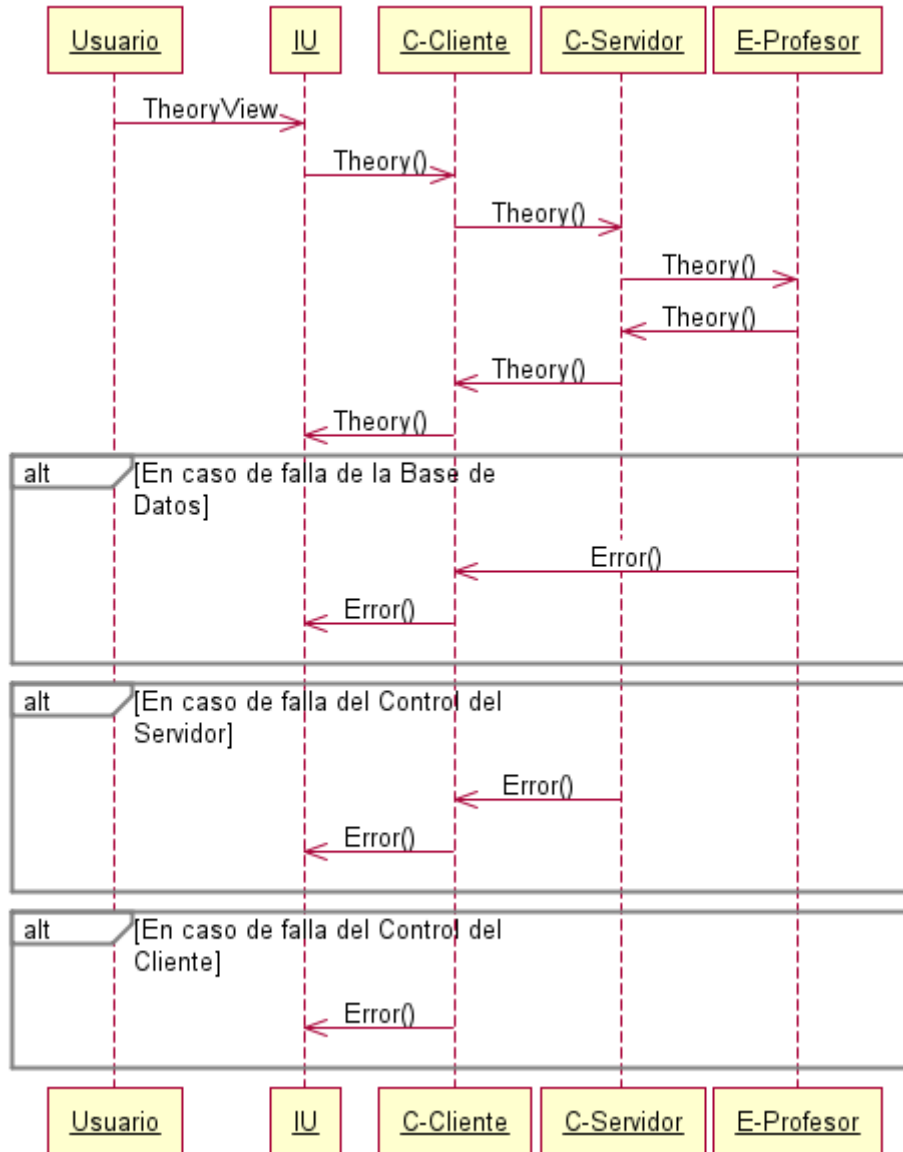 Usuario IU C-Cliente C-Servidor E-Profesor
TheoryView
Theory()
Theory()
Theory()
Theory()
Theory()
Theory()
alt [En caso de falla de la Base de
Datos]
Error()
Error()
alt [En caso de falla del Control del
Servidor]
Error()
Error()
alt [En caso de falla del Control del
Cliente]
Error()
Usuario IU C-Cliente C-Servidor E-Profesor